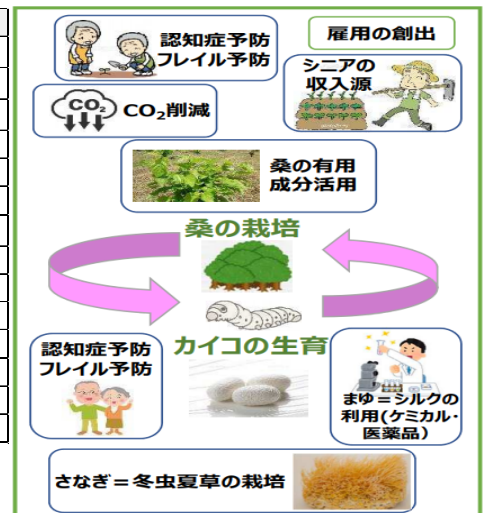 認知症予防
フレイル予防
雇用の創出
シニアの
収入源
CO₂
CO₂削減
桑の有用
成分活用
桑の栽培
カイコの生育
認知症予防
フレイル予防
まゆ＝シルクの
利用(ケミカル・
医薬品）
さなぎ＝冬虫夏草の栽培